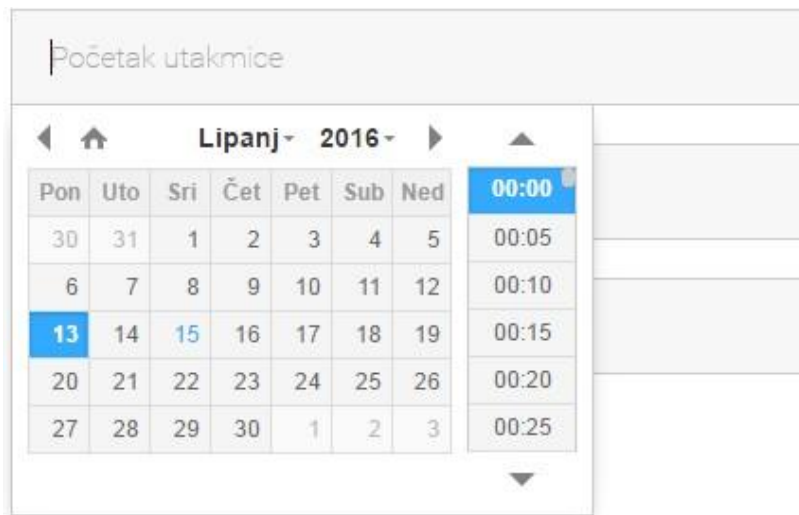 Početak utakmice
Lipanj 2016
Pon Uto Sri Čet Pet Sub Ned
30 31 1 2 3 4 5
6 7 8 9 10 11 12
13 14 15 16 17 18 19
20 21 22 23 24 25 26
27 28 29 30 1 2 3
00:00
00:05
00:10
00:15
00:20
00:25